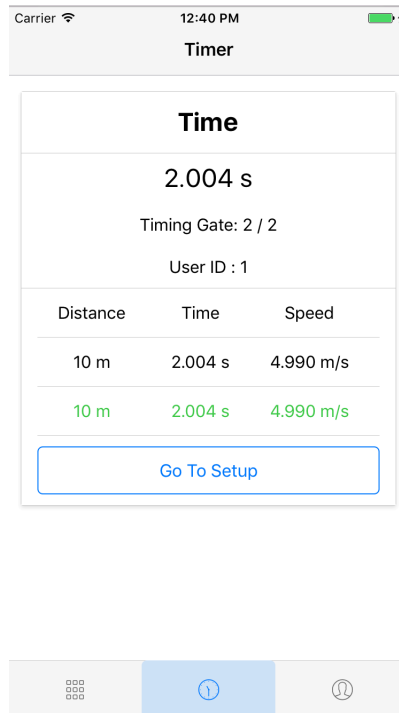 Carrier 12:40 PM
Timer
Time
2.004 s
Timing Gate: 2 / 2
User ID : 1
Distance Time Speed
10 m 2.004 s 4.990 m/s
10 m 2.004 s 4.990 m/s
Go To Setup